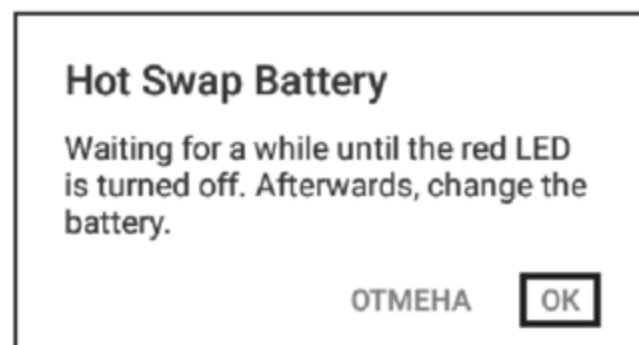 Hot Swap Battery
Waiting for a while until the red LED
is turned off. Afterwards, change the
battery.
ОТМЕНА
OK